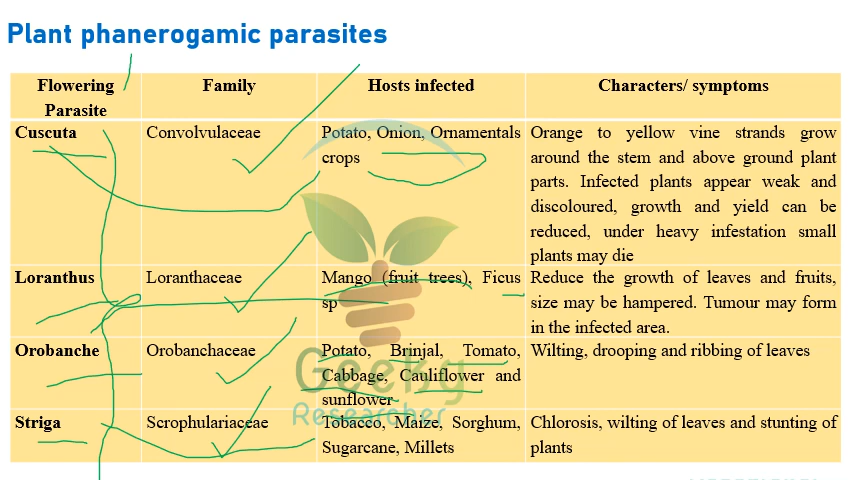 Plant phanerogamic parasites
Flowering Parasite
Family
Hosts infected
Characters/ symptoms
Cuscuta
Convolvulaceae
Potato, Onion, Ornamentals
crops
Orange to yellow vine strands grow
around the stem and above ground plant
parts. Infected plants appear weak and
discoloured, growth and yield can be
reduced, under heavy infestation small
plants may die
Loranthus
Loranthaceae
Mango (fruit trees), Ficus
sp
Reduce the growth of leaves and fruits,
size may be hampered. Tumour may form
in the infected area.
Orobanche
Orobanchaceae
Potato, Brinjal, Tomato,
Cabbage, Cauliflower and
sunflower
Wilting, drooping and ribbing of leaves
Striga
Scrophulariaceae
Tobacco, Maize, Sorghum,
Sugarcane, Millets
Chlorosis, wilting of leaves and stunting of
plants
Geeky
Researcher